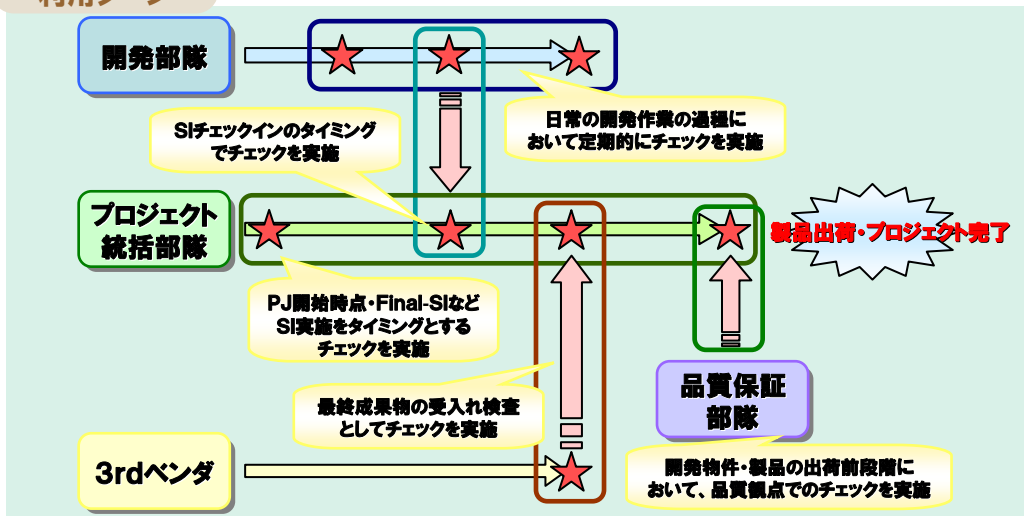 開発部隊
日常の開発作業の過程に
おいて定期的にチェックを実施
SIチェックインのタイミング
でチェックを実施
プロジェクト
統括部隊
製品出荷・プロジェクト完了
PJ開始時点・Final-SIなど
SI実施をタイミングとする
チェックを実施
最終成果物の受入れ検査
としてチェックを実施
品質保証
部隊
3rdベンダ
開発物件・製品の出荷前段階に
おいて、品質観点でのチェックを実施